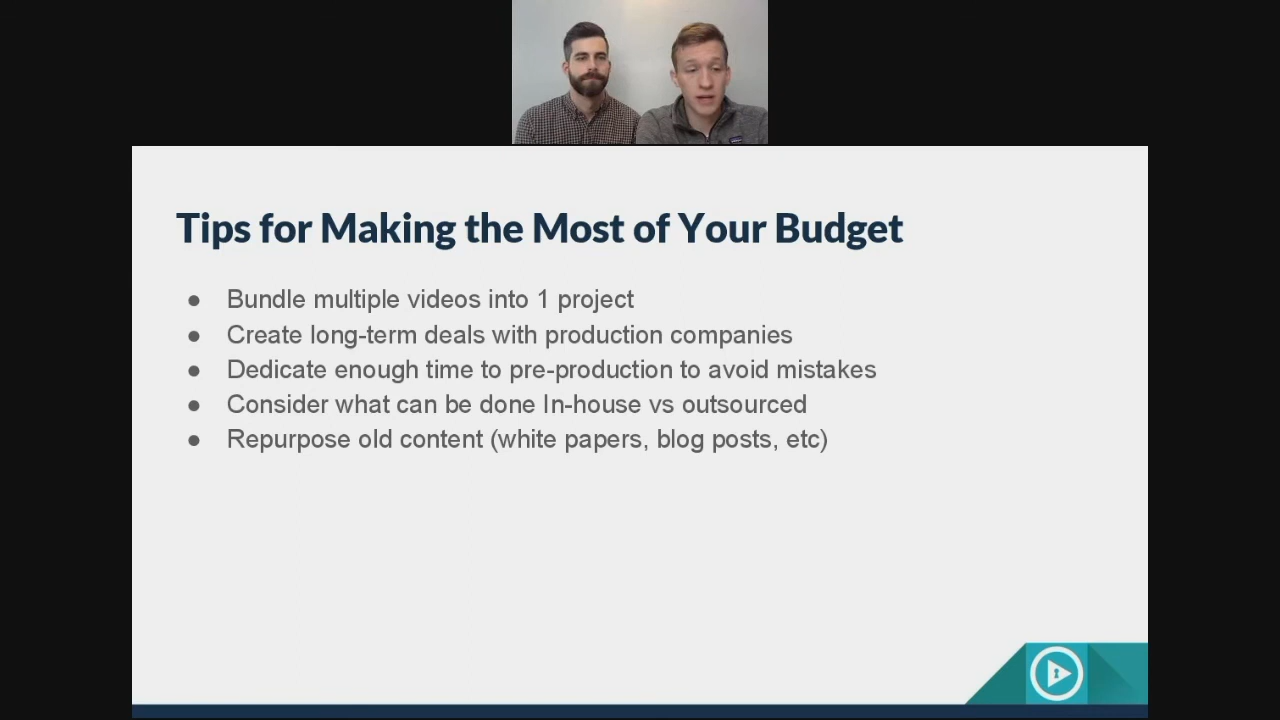 Tips for Making the Most of Your Budget
● Bundle multiple videos into 1 project
● Create long-term deals with production companies
● Dedicate enough time to pre-production to avoid mistakes
● Consider what can be done In-house vs outsourced
● Repurpose old content (white papers, blog posts, etc)